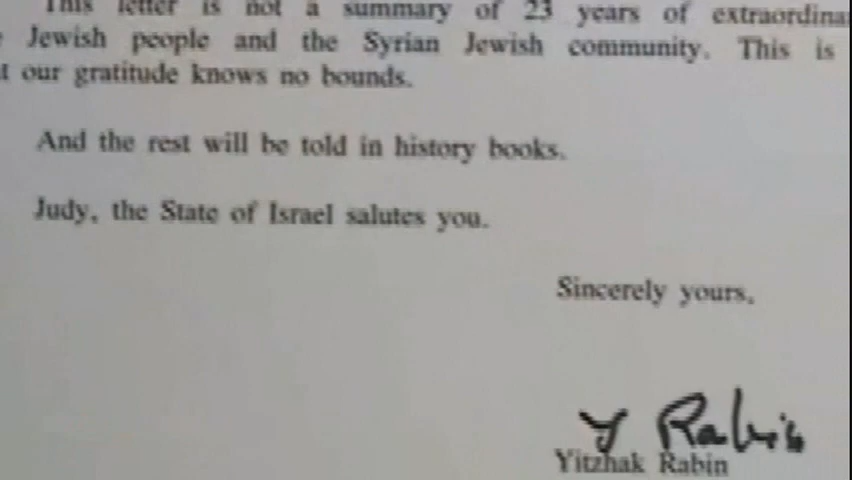 This letter is not a summary of 23 years of
Jewish people and the Syrian Jewish community. This is
our gratitude knows no bounds.
And the rest will be told in history books.
Judy, the State of Israel salutes you.
Sincerely yours,
Y Rabin
Yitzhak Rabin